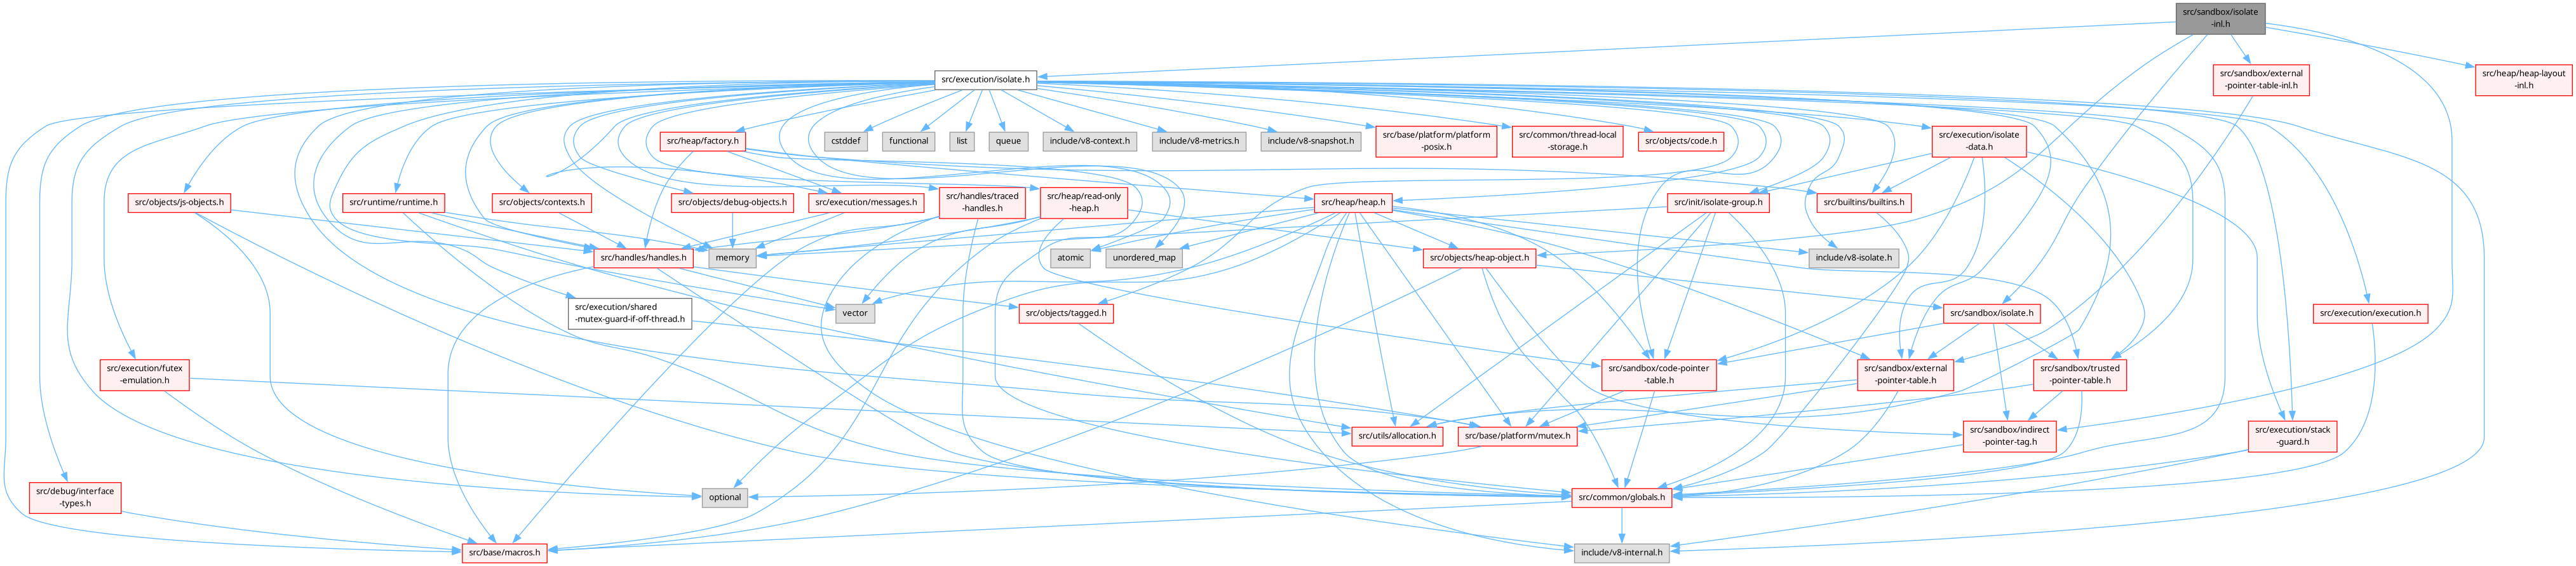 src/sandbox/isolate
-inl.h
src/execution/isolate.h
src/sandbox/external
-pointer-table-inl.h
src/heap/heap-layout
-inl.h
src/heap/factory.h
cstddef
functional
list
queue
include/v8-context.h
include/v8-metrics.h
include/v8-snapshot.h
src/base/platform/platform
-posix.h
src/common/thread-local
-storage.h
src/objects/code.h
src/execution/isolate
-data.h
src/objects/js-objects.h
src/runtime/runtime.h
src/objects/contexts.h
src/objects/debug-objects.h
src/execution/messages.h
src/handles/traced
-handles.h
src/heap/read-only
-heap.h
src/heap/heap.h
src/init/isolate-group.h
src/builtins/builtins.h
src/handles/handles.h
memory
atomic
unordered_map
src/objects/heap-object.h
include/v8-isolate.h
src/execution/shared
-mutex-guard-if-off-thread.h
vector
src/objects/tagged.h
src/sandbox/isolate.h
src/execution/execution.h
src/execution/futex
-emulation.h
src/sandbox/code-pointer
-table.h
src/sandbox/external
-pointer-table.h
src/sandbox/trusted
-pointer-table.h
src/utils/allocation.h
src/base/platform/mutex.h
src/sandbox/indirect
-pointer-tag.h
src/execution/stack
-guard.h
src/debug/interface
-types.h
optional
src/common/globals.h
src/base/macros.h
include/v8-internal.h